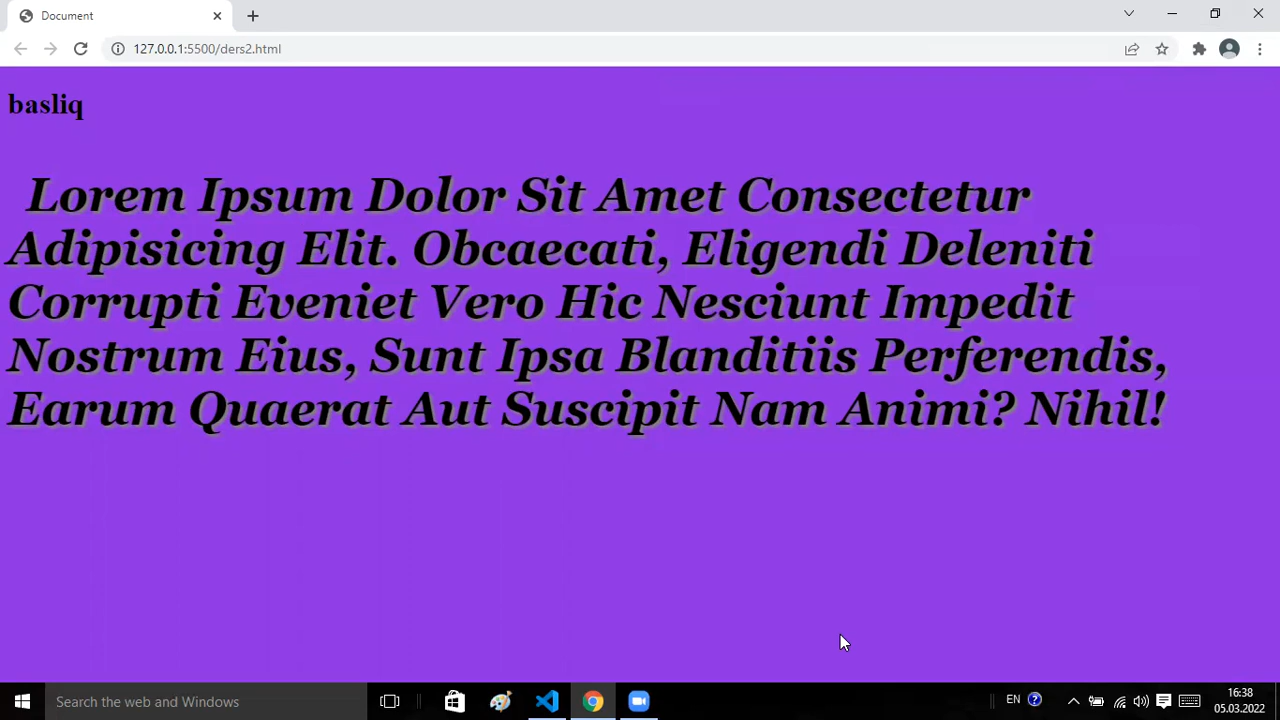 Document
127.0.0.1:5500/ders2.html
basliq
Lorem Ipsum Dolor Sit Amet Consectetur
Adipisicing Elit. Obcaecati, Eligendi Deleniti
Corrupti Eveniet Vero Hic Nesciunt Impedit
Nostrum Eius, Sunt Ipsa Blanditiis Perferendis,
Earum Quaerat Aut Suscipit Nam Animi? Nihil!
Search the web and Windows
EN
16:38
05.03.2022